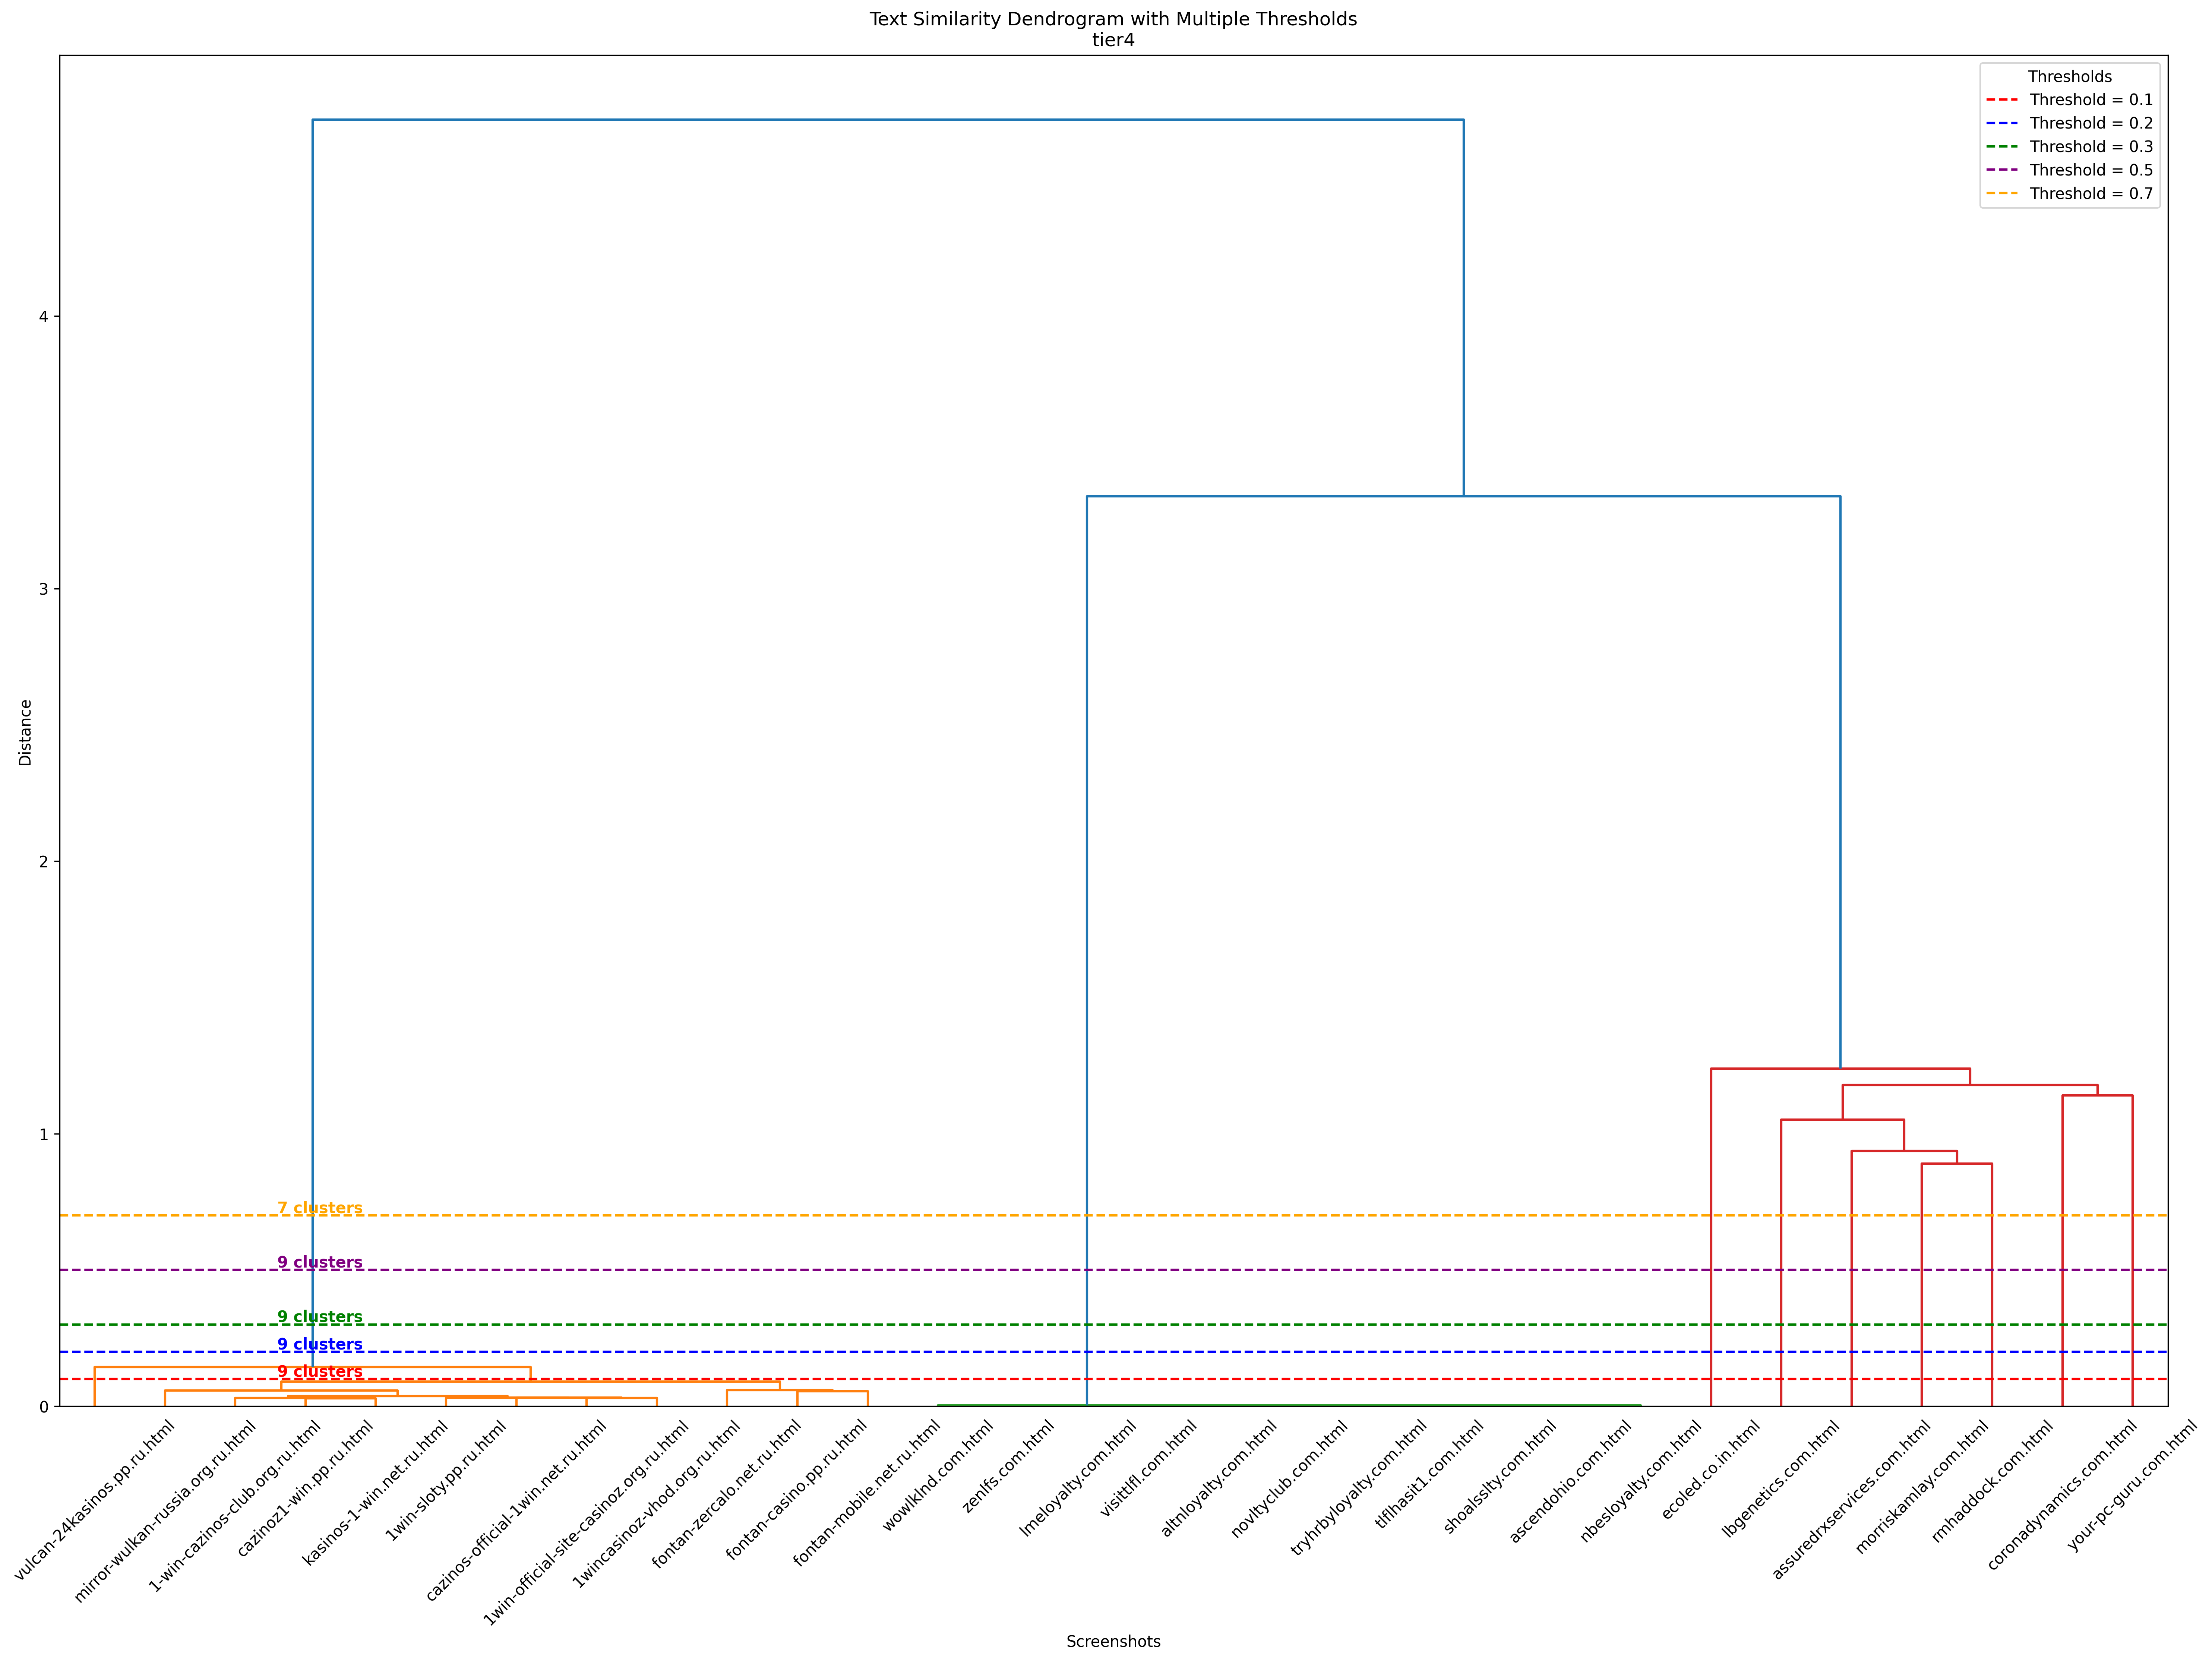 Text Similarity Dendrogram with Multiple Thresholds
tier4
Thresholds
Threshold = 0.1
Threshold = 0.2
Threshold = 0.3
Threshold = 0.5
Threshold = 0.7
Distance
4
3
2
1
0
7 clusters
9 clusters
9 clusters
9 clusters
9 clusters
vulcan-24kasinos.pp.ru.html
mirror-wulkan-russia.org.ru.html
1-win-cazinos-club.org.ru.html
cazinoz1-win.pp.ru.html
kasinos-1-win.net.ru.html
1win-sloty.pp.ru.html
cazinos-official-1win.net.ru.html
1win-official-site-casinoz.org.ru.html
1wincasinoz-vhod.org.ru.html
fontan-zercalo.net.ru.html
fontan-casino.pp.ru.html
fontan-mobile.net.ru.html
wowlklnd.com.html
zenlfs.com.html
lmeloyalty.com.html
visittlfl.com.html
altnloyalty.com.html
novltyclub.com.html
tryhrbyloyalty.com.html
tflflhasit1.com.html
shoalsslty.com.html
ascendohio.com.html
nbesloyalty.com.html
ecoled.co.in.html
lbgenetics.com.html
assuredrxservices.com.html
morriskamlay.com.html
rmhaddock.com.html
coronadynamics.com.html
your-pc-guru.com.html
Screenshots